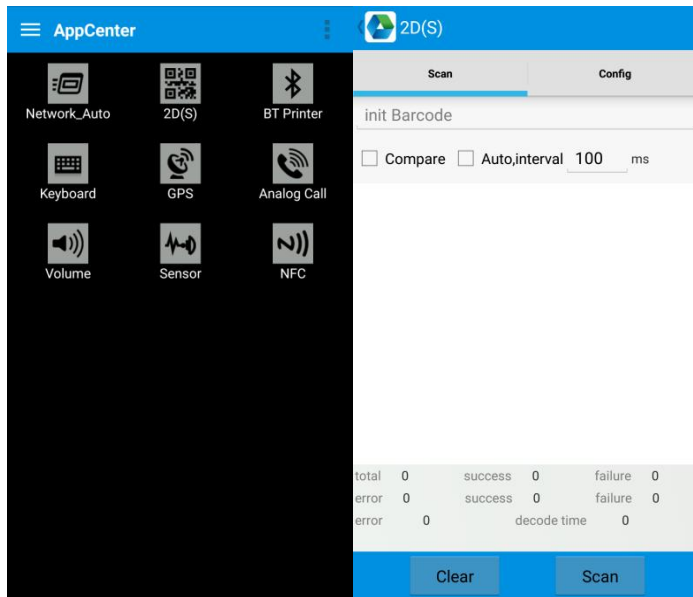 AppCenter
Network_Auto
2D(S)
BT Printer
Keyboard
GPS
Analog Call
Volume
Sensor
NFC
2D(S)
Scan
Config
init Barcode
Compare
Auto,interval 100 ms
total 0 success 0 failure 0
error 0 success 0 failure 0
error 0 decode time 0
Clear
Scan